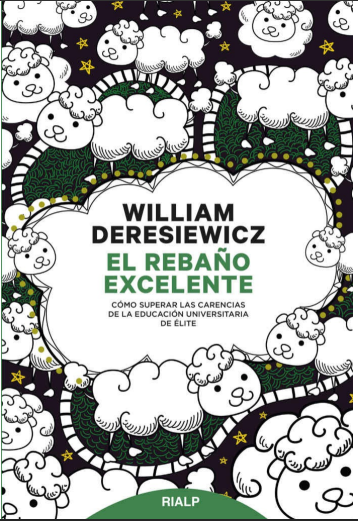 WILLIAM
DERESIEWICZ
EL REBAÑO
EXCELENTE
CÓMO SUPERAR LAS CARENCIAS
DE LA EDUCACIÓN UNIVERSITARIA
DE ÉLITE
RIALP